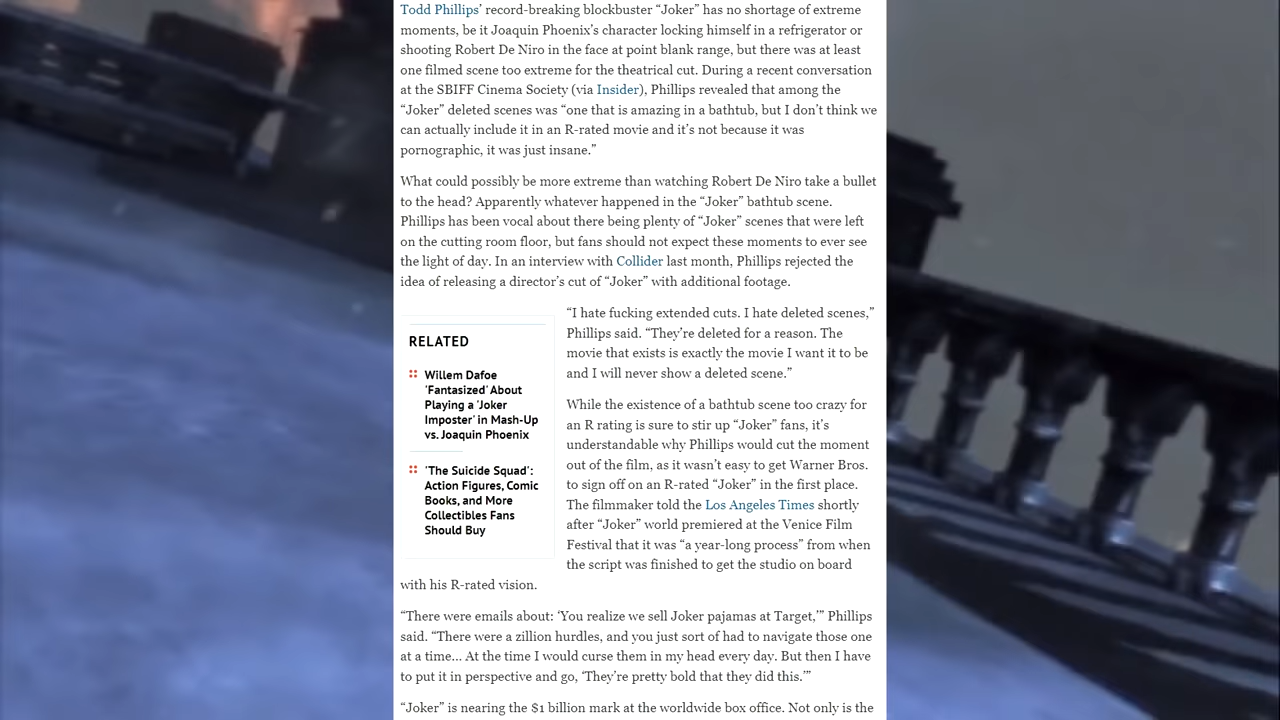 Todd Phillips’ record-breaking blockbuster “Joker” has no shortage of extreme
moments, be it Joaquin Phoenix’s character locking himself in a refrigerator or
shooting Robert De Niro in the face at point blank range, but there was at least
one filmed scene too extreme for the theatrical cut. During a recent conversation
at the SBIFF Cinema Society (via Insider), Phillips revealed that among the
“Joker” deleted scenes was “one that is amazing in a bathtub, but I don’t think we
can actually include it in an R-rated movie and it’s not because it was
pornographic, it was just insane.”
What could possibly be more extreme than watching Robert De Niro take a bullet
to the head? Apparently whatever happened in the “Joker” bathtub scene.
Phillips has been vocal about there being plenty of “Joker” scenes that were left
on the cutting room floor, but fans should not expect these moments to ever see
the light of day. In an interview with Collider last month, Phillips rejected the
idea of releasing a director’s cut of “Joker” with additional footage.
RELATED
Willem Dafoe
'Fantasized' About
Playing a 'Joker
Imposter' in Mash-Up
vs. Joaquin Phoenix
'The Suicide Squad':
Action Figures, Comic
Books, and More
Collectibles Fans
Should Buy
“I hate fucking extended cuts. I hate deleted scenes,”
Phillips said. “They’re deleted for a reason. The
movie that exists is exactly the movie I want it to be
and I will never show a deleted scene.”
While the existence of a bathtub scene too crazy for
an R rating is sure to stir up “Joker” fans, it’s
understandable why Phillips would cut the moment
out of the film, as it wasn’t easy to get Warner Bros.
to sign off on an R-rated “Joker” in the first place.
The filmmaker told the Los Angeles Times shortly
after “Joker” world premiered at the Venice Film
Festival that it was “a year-long process” from when
the script was finished to get the studio on board
with his R-rated vision.
“There were emails about: ‘You realize we sell Joker pajamas at Target,’” Phillips
said. “There were a zillion hurdles, and you just sort of had to navigate those one
at a time… At the time I would curse them in my head every day. But then I have
to put it in perspective and go, ‘They’re pretty bold that they did this.’”
“Joker” is nearing the $1 billion mark at the worldwide box office. Not only is the